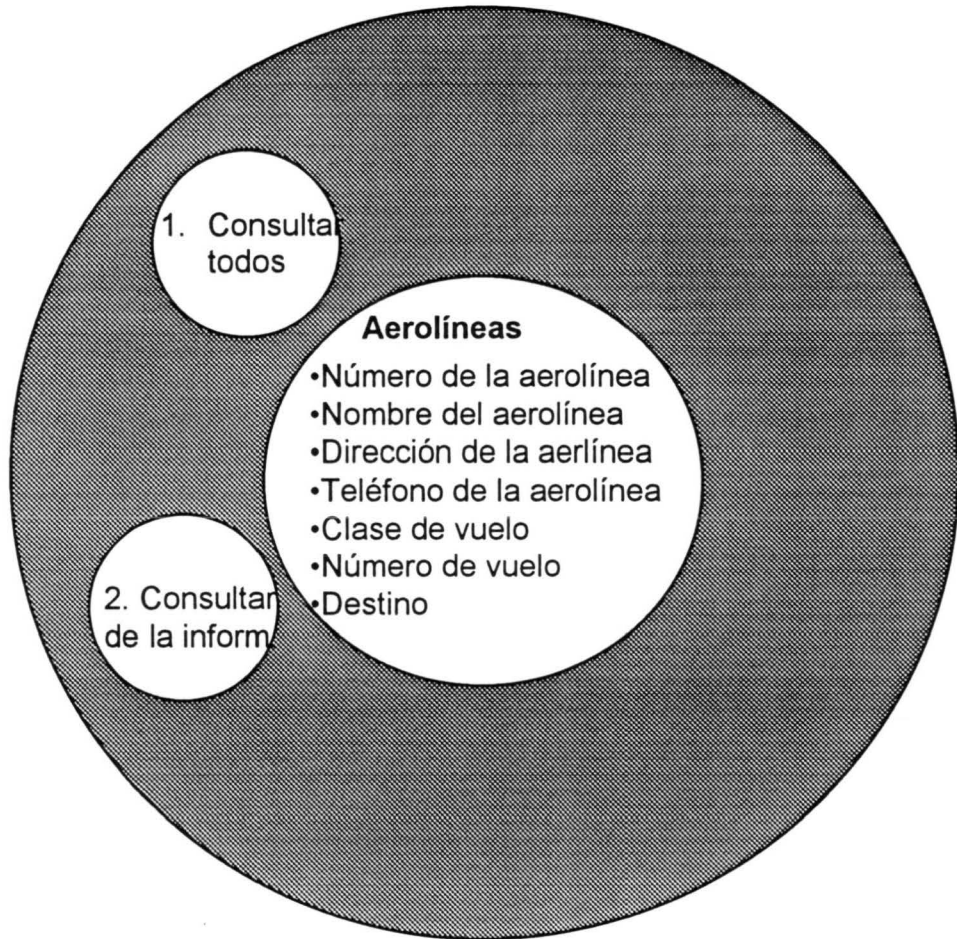 1. Consultar
todos
Aerolíneas
•Número de la aerolínea
•Nombre del aerolínea
•Dirección de la aerlínea
•Teléfono de la aerolínea
•Clase de vuelo
•Número de vuelo
•Destino
2. Consultar
de la inform